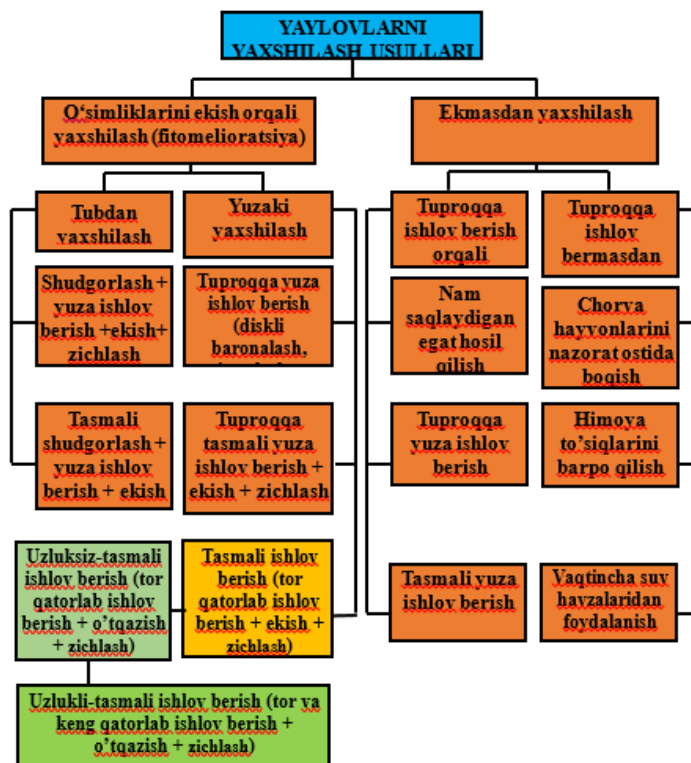 YAYLOVLARNI
YAXSHILASH USULLARI
O‘simliklarini ekish orqali
yaxshilash (fitomelioratsiya)
Ekmasdan yaxshilash
Tubdan
yaxshilash
Yuzaki
yaxshilash
Tuproqqa
ishlov berish
orqali
Tuproqqa
ishlov
bermasdan
Shudgorlash +
yuza ishlov
berish +ekish+
zichlash
Tuproqqa yuza
ishlov berish
(diskli
baronalash,
Nam
saqlaydigan
egat hosil
qilish
Chorva
hayvonlarini
nazorat ostida
boqish
Tasmali
shudgorlash +
yuza ishlov
berish + ekish
Tuproqqa
tasmali yuza
ishlov berish +
ekish + zichlash
Tuproqqa
yuza ishlov
berish
Himoya
to’siqlarini
barpo qilish
Uzluksiz-tasmali
ishlov berish (tor
qatorlab ishlov
berish + o’tqazish
+ zichlash)
Tasmali ishlov
berish (tor
qatorlab ishlov
berish + ekish +
zichlash)
Tasmali yuza
ishlov berish
Vaqtincha suv
havzalaridan
foydalanish
Uzlukli-tasmali ishlov berish (tor va
keng qatorlab ishlov berish +
o’tqazish + zichlash)